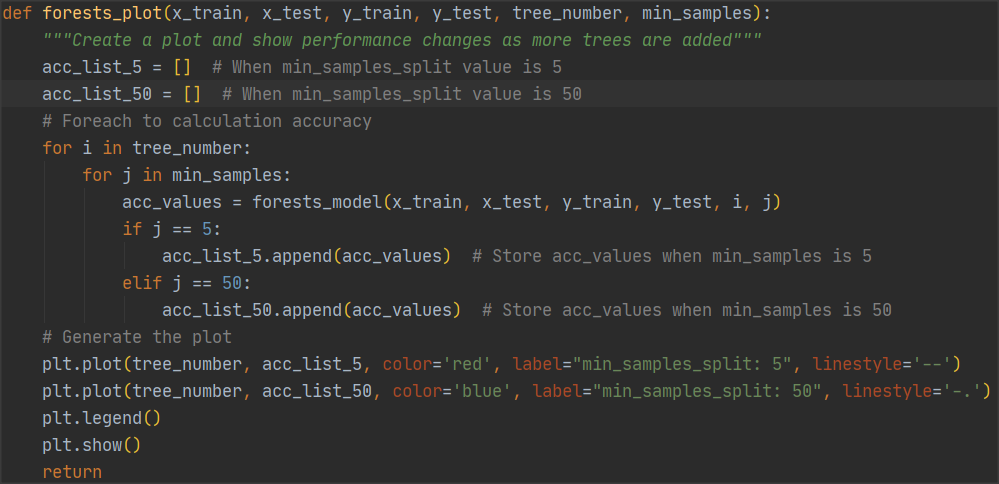 def forests_plot(x_train, x_test, y_train, y_test, tree_number, min_samples):
    """Create a plot and show performance changes as more trees are added"""
    acc_list_5 = []  # When min_samples_split value is 5
    acc_list_50 = []  # When min_samples_split value is 50
    # Foreach to calculation accuracy
    for i in tree_number:
        for j in min_samples:
            acc_values = forests_model(x_train, x_test, y_train, y_test, i, j)
            if j == 5:
                acc_list_5.append(acc_values)  # Store acc_values when min_samples is 5
            elif j == 50:
                acc_list_50.append(acc_values)  # Store acc_values when min_samples is 50
    # Generate the plot
    plt.plot(tree_number, acc_list_5, color='red', label="min_samples_split: 5", linestyle='--')
    plt.plot(tree_number, acc_list_50, color='blue', label="min_samples_split: 50", linestyle='-.')
    plt.legend()
    plt.show()
    return